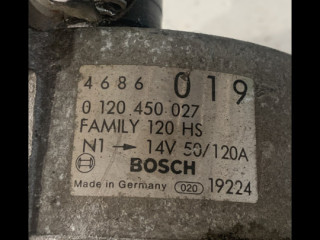 4686 019
0 120 450 027
FAMILY 120 HS
N1 → 14V 50/120A
BOSCH
Made in Germany 020 19224